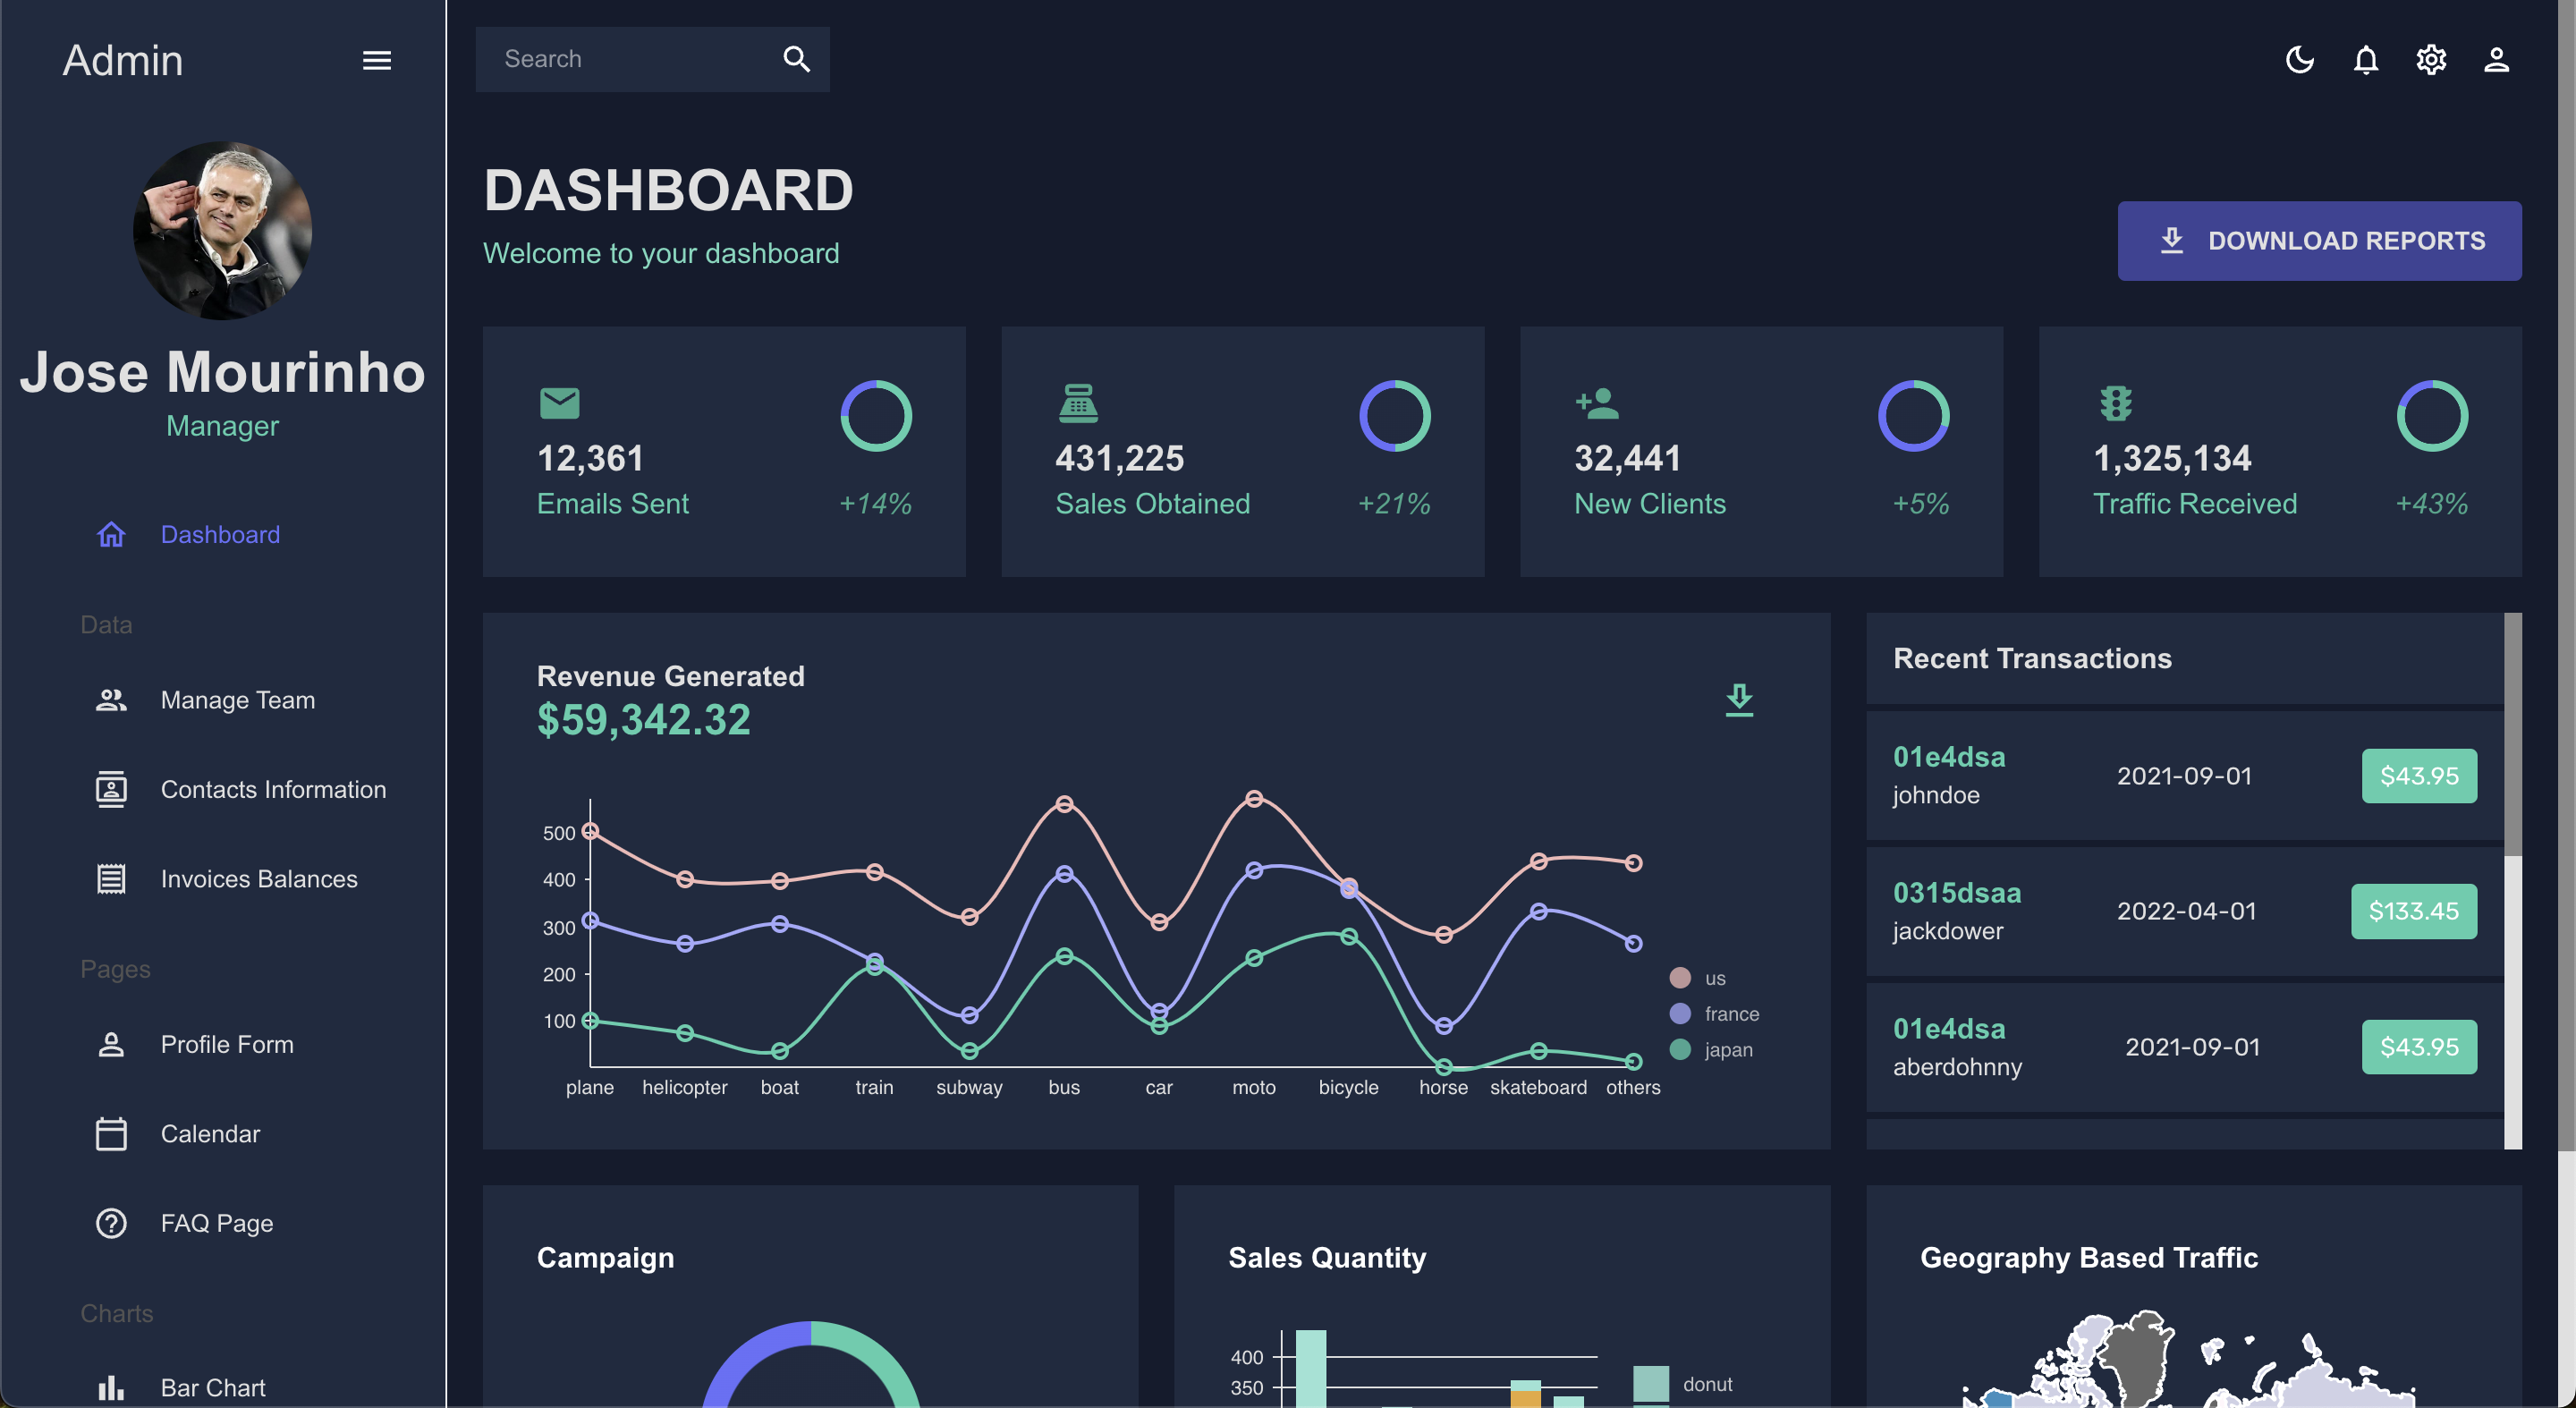 Admin
Search
Jose Mourinho
Manager
Dashboard
Data
Manage Team
Contacts Information
Invoices Balances
Pages
Profile Form
Calendar
FAQ Page
Charts
Bar Chart
DASHBOARD
Welcome to your dashboard
DOWNLOAD REPORTS
12,361
Emails Sent
+14%
431,225
Sales Obtained
+21%
32,441
New Clients
+5%
1,325,134
Traffic Received
+43%
Revenue Generated
$59,342.32
500
400
300
200
100
plane helicopter boat train subway bus car moto bicycle horse skateboard others
us
france
japan
Recent Transactions
01e4dsa
johndoe
2021-09-01
$43.95
0315dsaa
jackdower
2022-04-01
$133.45
01e4dsa
aberdohnny
2021-09-01
$43.95
Campaign
Sales Quantity
400
350
donut
Geography Based Traffic